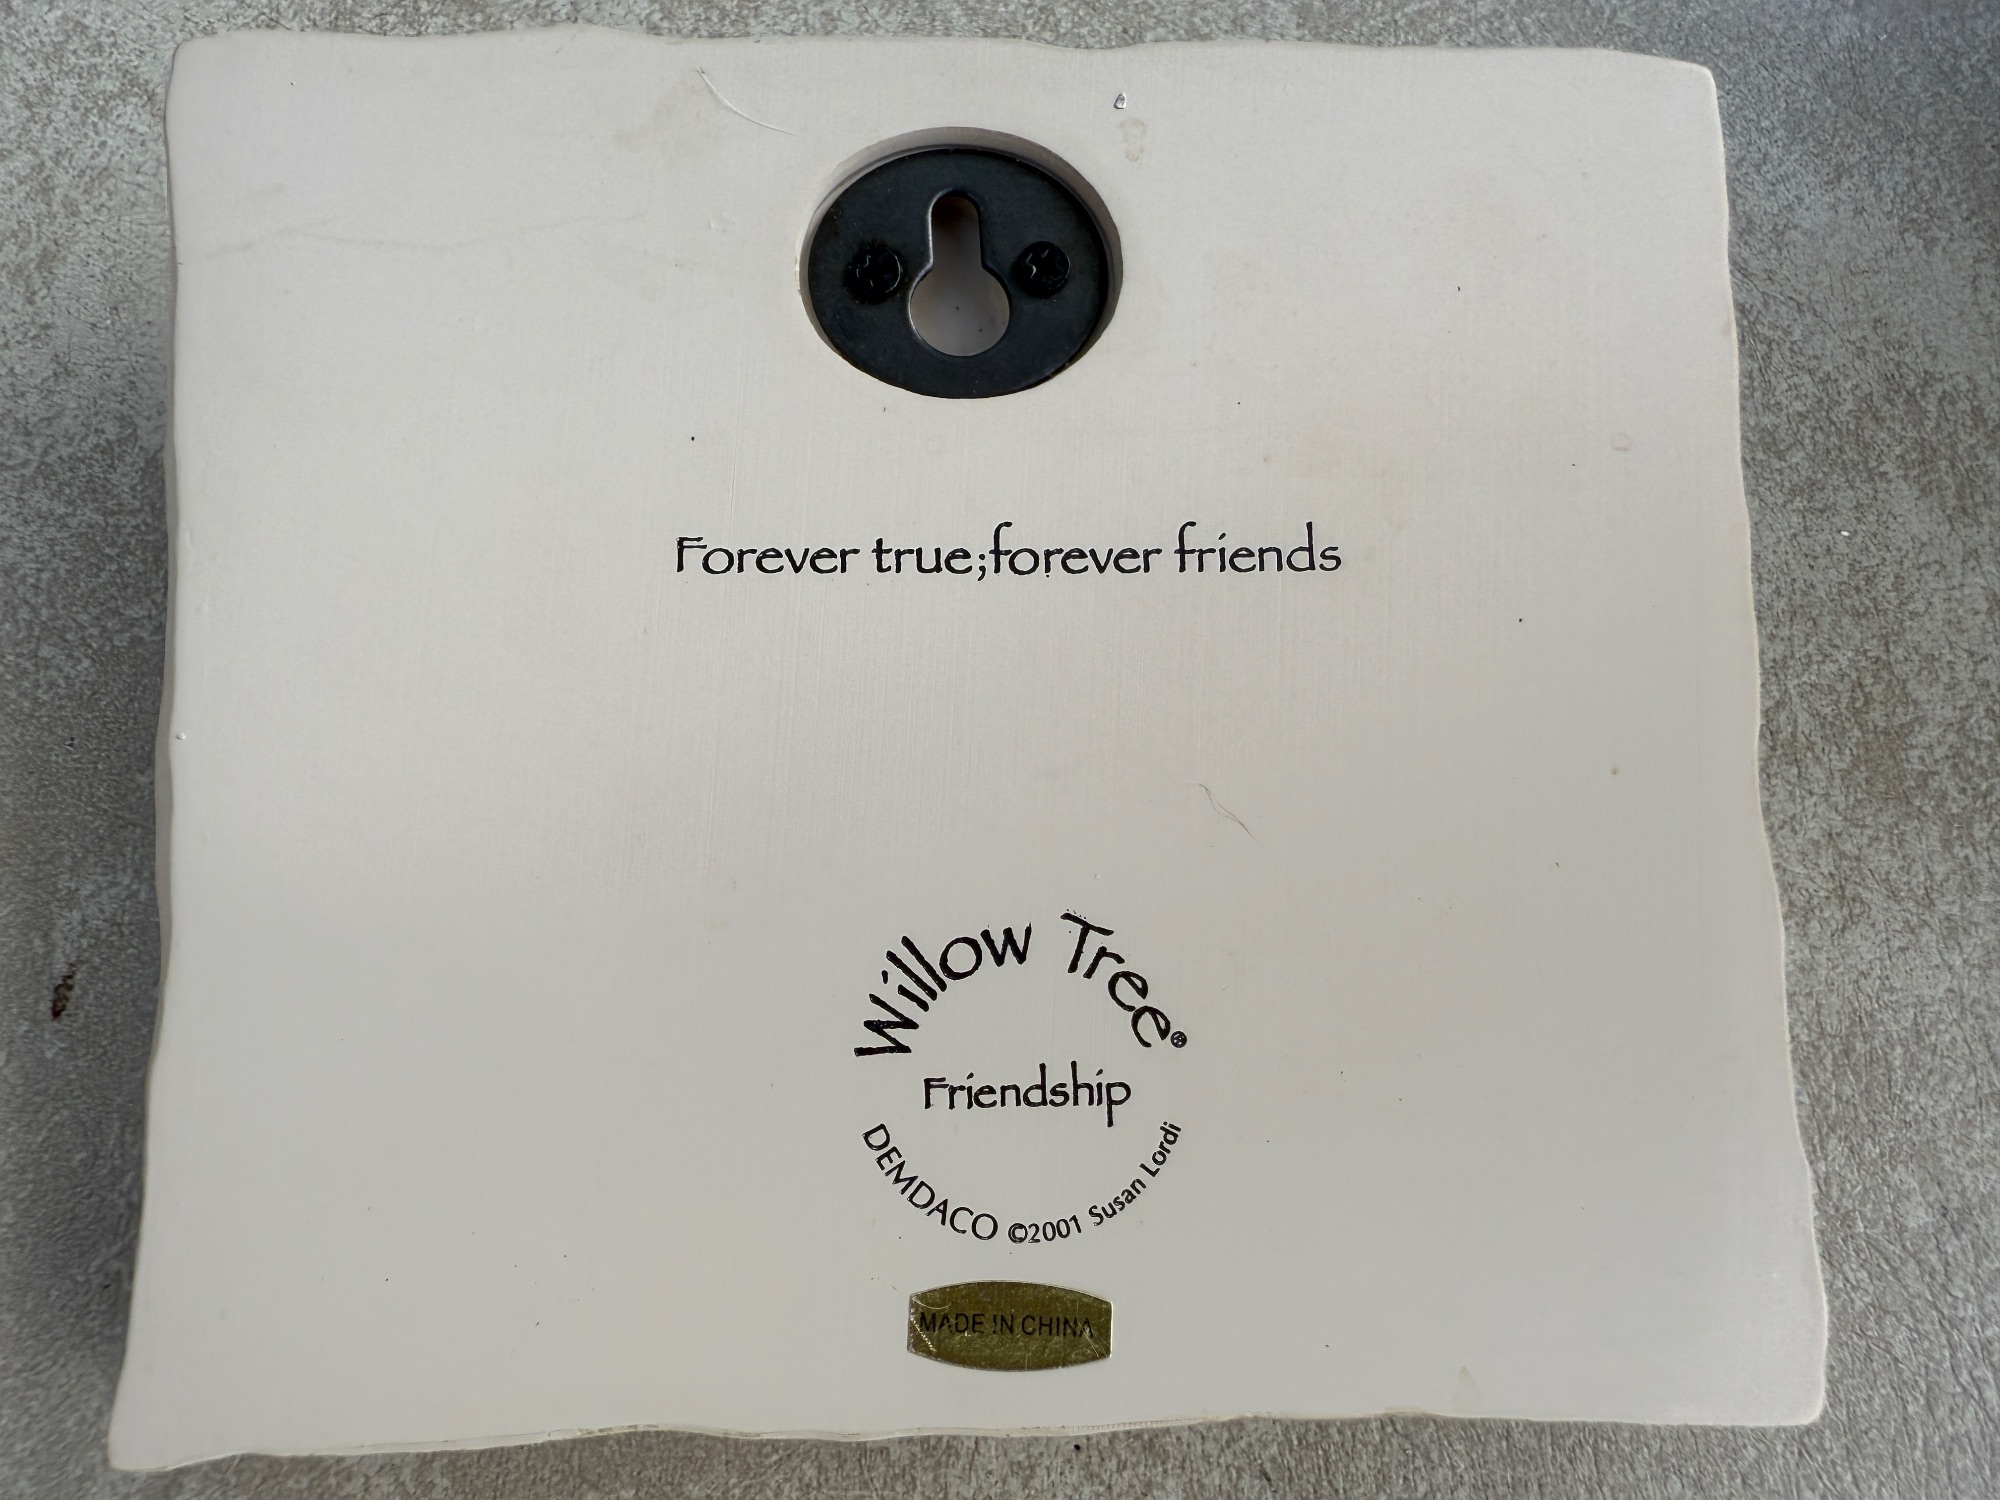 Forever true;forever friends
Willow Tree®
Friendship
DEMDACO ©2001 Susan Lordi
MADE IN CHINA